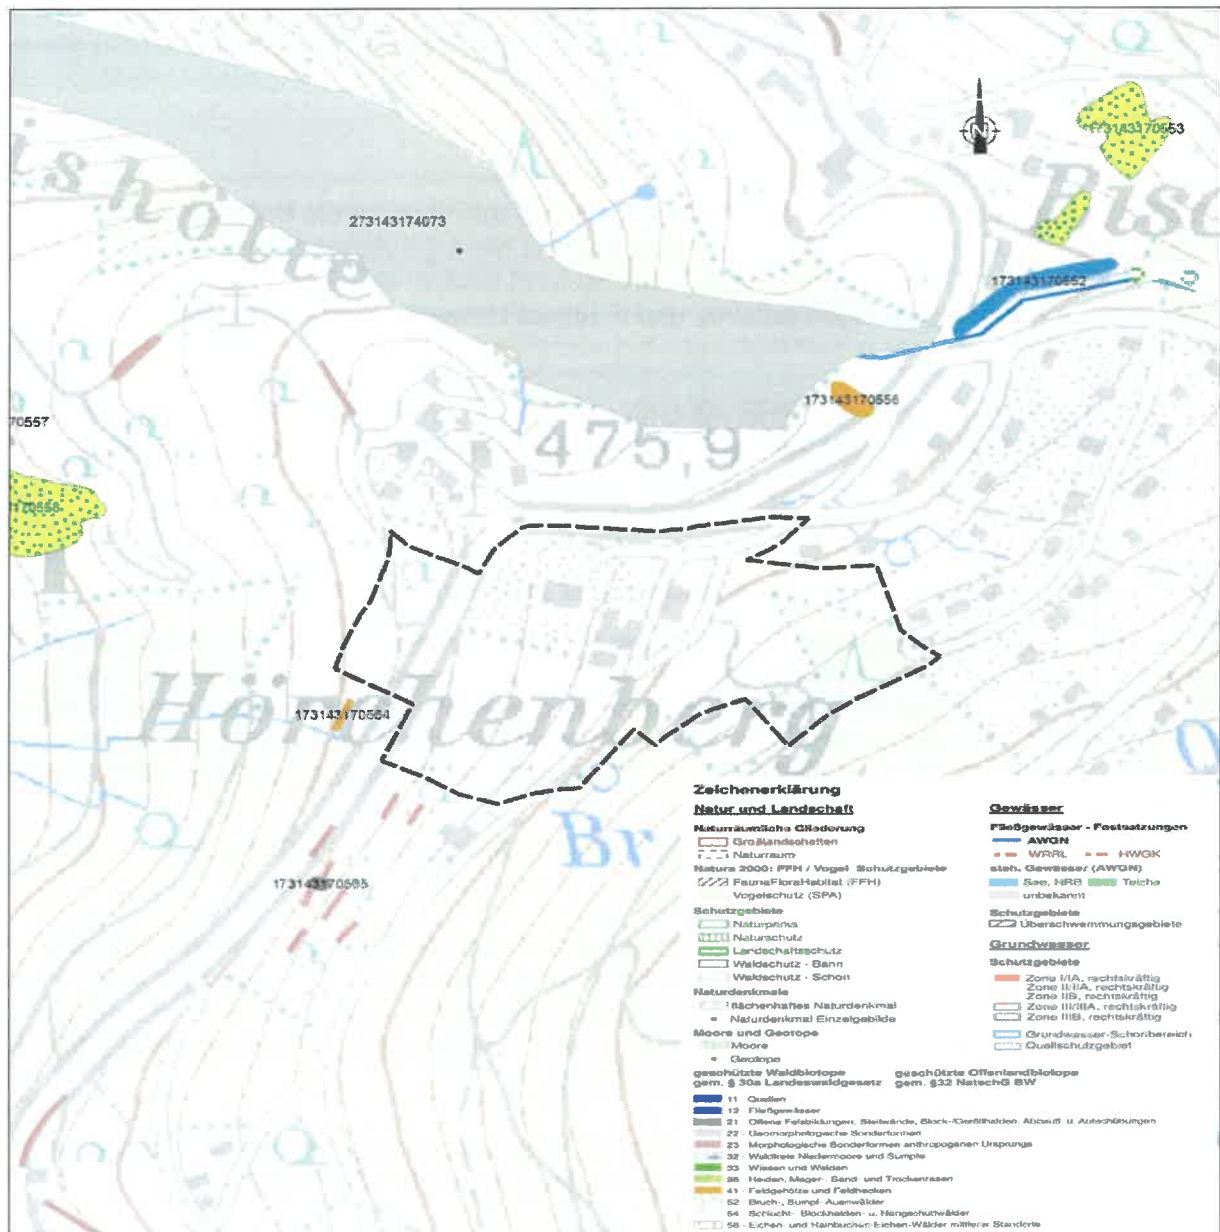 173143170553
273143174073
173143170552
173143170556
475,9
Hörchenberg
173143170564
173143170565
Br
Zeichenerklärung
Natur und Landschaft
Naturräumliche Gliederung
Großlandschaften
Naturraum
Natura 2000: FFH / Vogel Schutzgebiete
FaunaFloraHabitat (FFH)
Vogelschutz (SPA)
Schutzgebiete
Naturparks
Naturschutz
Landschaftsschutz
Waldschutz - Bann
Waldschutz - Schon
Naturdenkmale
flächenhaftes Naturdenkmal
Naturdenkmal Einzelgebilde
Moore und Geotope
Moore
Geotope
geschützte Waldbiotope
gem. § 30a Landeswaldgesetz
geschützte Offenlandbiotope
gem. §32 NatschG BW
11 Quellen
12 Fließgewässer
21 Offene Felsbildungen, Steilwände, Block-/Geröllhalden, Abbaufl. u. Aufschüttungen
22 Geomorphologische Sonderformen
23 Morphologische Sonderformen anthropogenen Ursprungs
32 Waldfreie Niedermoore und Sümpfe
33 Wiesen und Weiden
36 Heiden, Mager-, Sand- und Trockenrasen
41 Feldgehölze und Feldhecken
52 Bruch-, Sumpf- Auenwälder
54 Schlucht- Blockhalden- u. Hangschuttwälder
58 Eichen- und Hainbuchen-Eichen-Wälder mittlerer Standorte
Gewässer
Fließgewässer - Festsetzungen
AWGN
WRRL HWGK
steh. Gewässer (AWGN)
See, HRB Teiche
unbekannt
Schutzgebiete
Überschwemmungsgebiete
Grundwasser
Schutzgebiete
Zone I/IA, rechtskräftig
Zone II/IIA, rechtskräftig
Zone IIB, rechtskräftig
Zone III/IIIA, rechtskräftig
Zone IIIB, rechtskräftig
Grundwasser-Schonbereich
Quellschutzgebiet